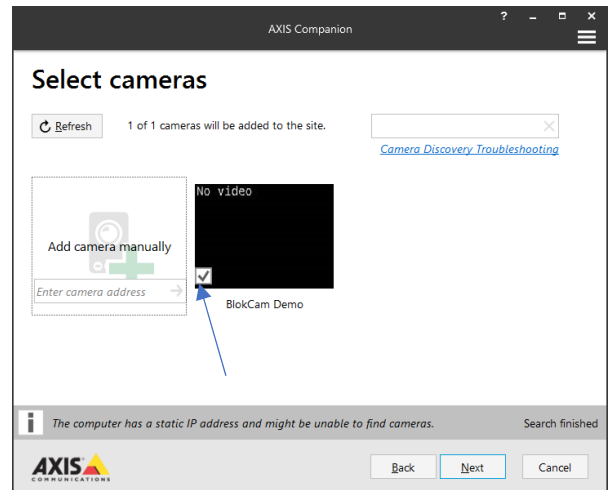 AXIS Companion
?
Select cameras
Refresh
1 of 1 cameras will be added to the site.
Camera Discovery Troubleshooting
No video
Add camera manually
Enter camera address
BlokCam Demo
i
The computer has a static IP address and might be unable to find cameras.
Search finished
AXIS
COMMUNICATIONS
Back
Next
Cancel